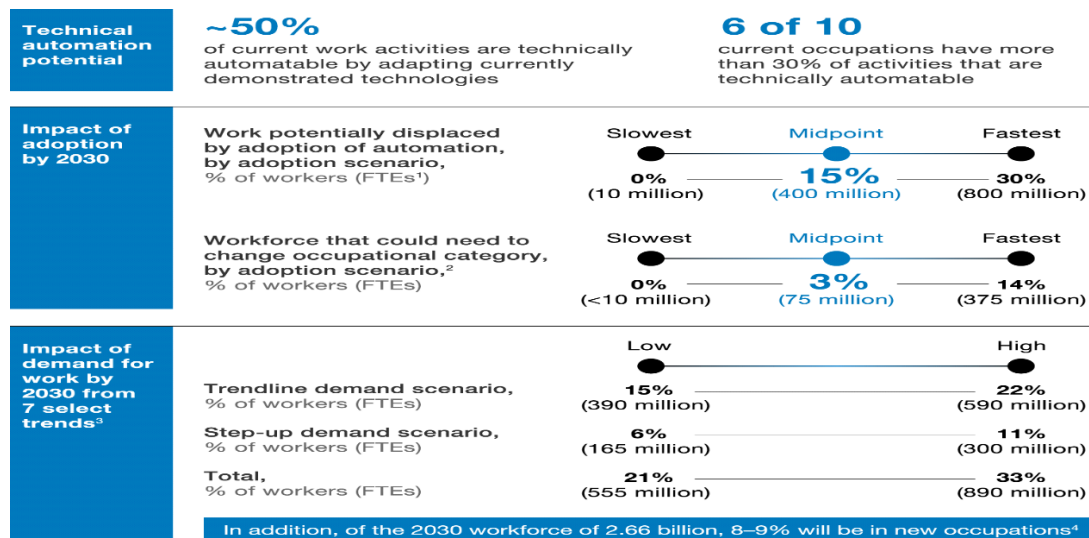 Technical
automation
potential
~50%
of current work activities are technically
automatable by adapting currently
demonstrated technologies
6 of 10
current occupations have more
than 30% of activities that are
technically automatable
Impact of
adoption
by 2030
Work potentially displaced
by adoption of automation,
by adoption scenario,
% of workers (FTEs¹)
Slowest Midpoint Fastest
0% 15% 30%
(10 million) (400 million) (800 million)
Workforce that could need to
change occupational category,
by adoption scenario,²
% of workers (FTEs)
Slowest Midpoint Fastest
0% 3% 14%
(<10 million) (75 million) (375 million)
Impact of
demand for
work by
2030 from
7 select
trends³
Low High
Trendline demand scenario,
% of workers (FTEs)
15% 22%
(390 million) (590 million)
Step-up demand scenario,
% of workers (FTEs)
6% 11%
(165 million) (300 million)
Total,
% of workers (FTEs)
21% 33%
(555 million) (890 million)
In addition, of the 2030 workforce of 2.66 billion, 8–9% will be in new occupations⁴